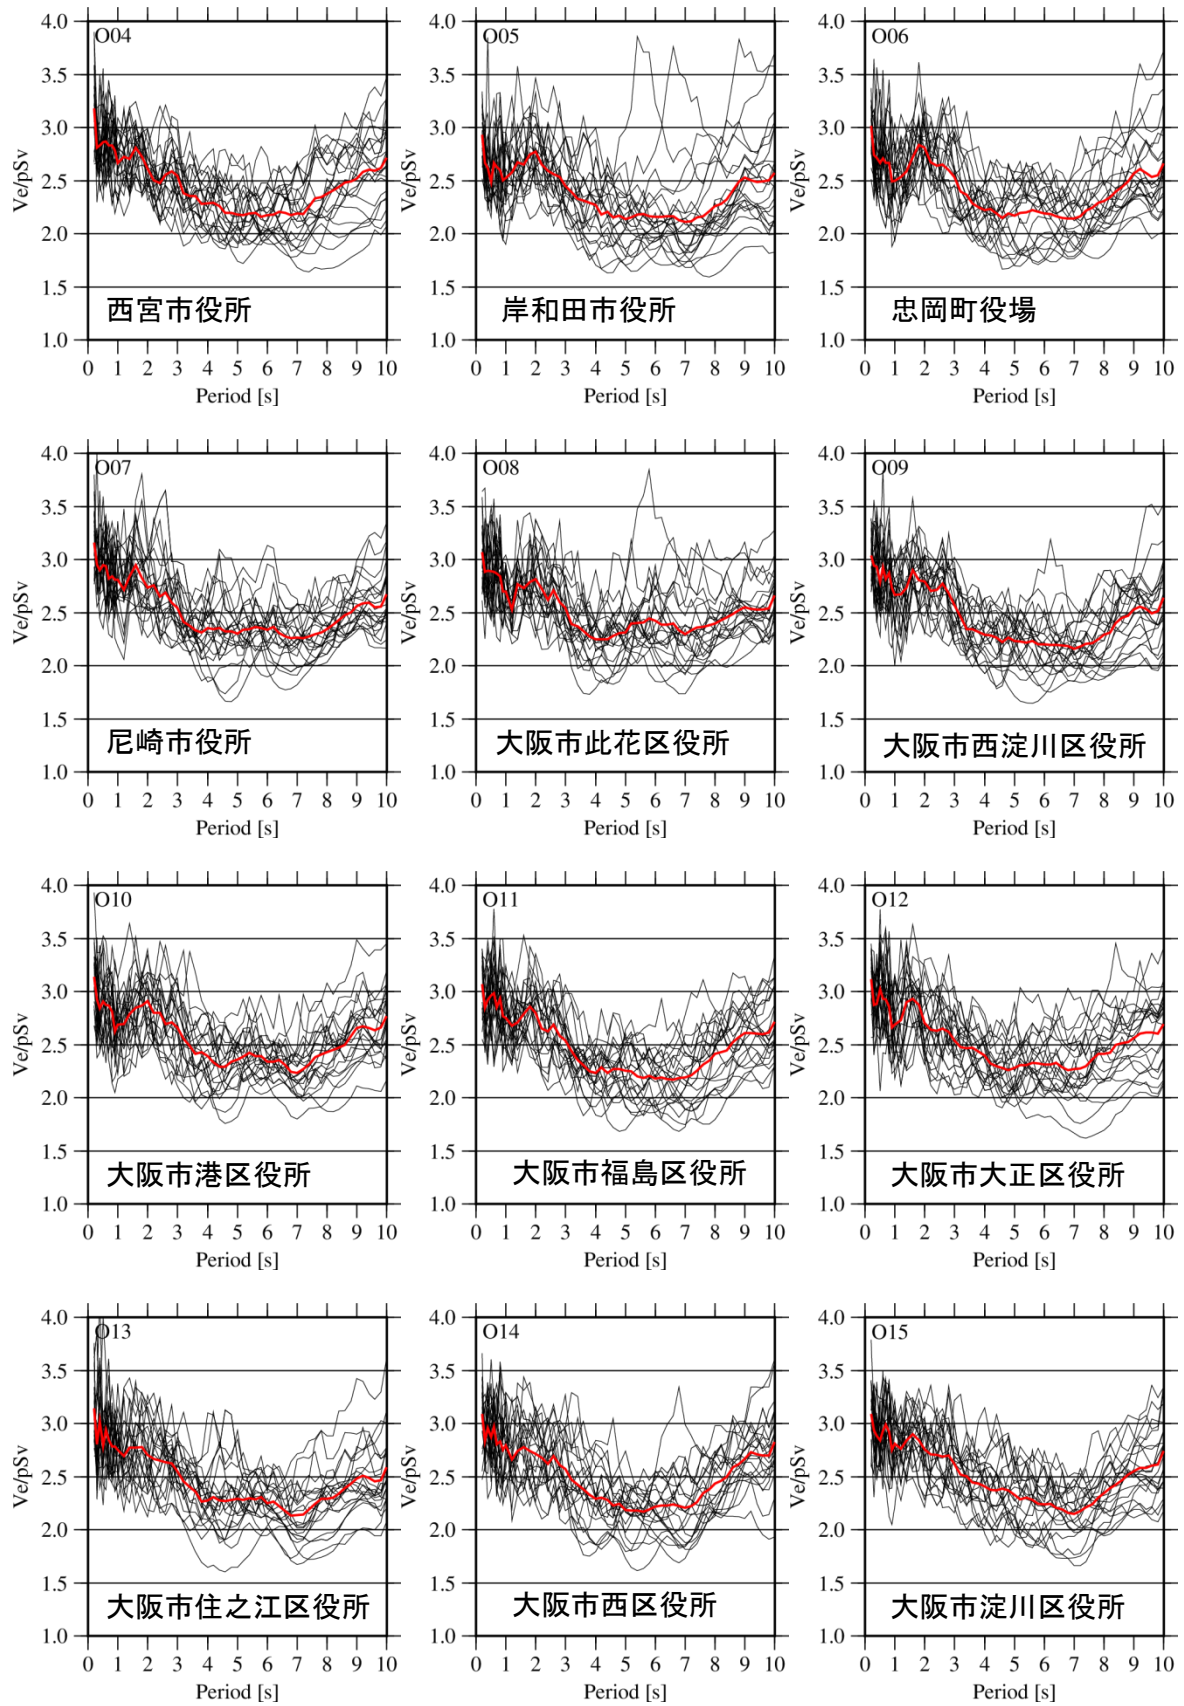 4.0 3.5 3.0 2.5 2.0 1.5 1.0
Ve/pSv
O04
西宮市役所
0 1 2 3 4 5 6 7 8 9 10
Period [s]
4.0 3.5 3.0 2.5 2.0 1.5 1.0
Ve/pSv
O05
岸和田市役所
0 1 2 3 4 5 6 7 8 9 10
Period [s]
4.0 3.5 3.0 2.5 2.0 1.5 1.0
Ve/pSv
O06
忠岡町役場
0 1 2 3 4 5 6 7 8 9 10
Period [s]
4.0 3.5 3.0 2.5 2.0 1.5 1.0
Ve/pSv
O07
尼崎市役所
0 1 2 3 4 5 6 7 8 9 10
Period [s]
4.0 3.5 3.0 2.5 2.0 1.5 1.0
Ve/pSv
O08
大阪市此花区役所
0 1 2 3 4 5 6 7 8 9 10
Period [s]
4.0 3.5 3.0 2.5 2.0 1.5 1.0
Ve/pSv
O09
大阪市西淀川区役所
0 1 2 3 4 5 6 7 8 9 10
Period [s]
4.0 3.5 3.0 2.5 2.0 1.5 1.0
Ve/pSv
O10
大阪市港区役所
0 1 2 3 4 5 6 7 8 9 10
Period [s]
4.0 3.5 3.0 2.5 2.0 1.5 1.0
Ve/pSv
O11
大阪市福島区役所
0 1 2 3 4 5 6 7 8 9 10
Period [s]
4.0 3.5 3.0 2.5 2.0 1.5 1.0
Ve/pSv
O12
大阪市大正区役所
0 1 2 3 4 5 6 7 8 9 10
Period [s]
4.0 3.5 3.0 2.5 2.0 1.5 1.0
Ve/pSv
O13
大阪市住之江区役所
0 1 2 3 4 5 6 7 8 9 10
Period [s]
4.0 3.5 3.0 2.5 2.0 1.5 1.0
Ve/pSv
O14
大阪市西区役所
0 1 2 3 4 5 6 7 8 9 10
Period [s]
4.0 3.5 3.0 2.5 2.0 1.5 1.0
Ve/pSv
O15
大阪市淀川区役所
0 1 2 3 4 5 6 7 8 9 10
Period [s]